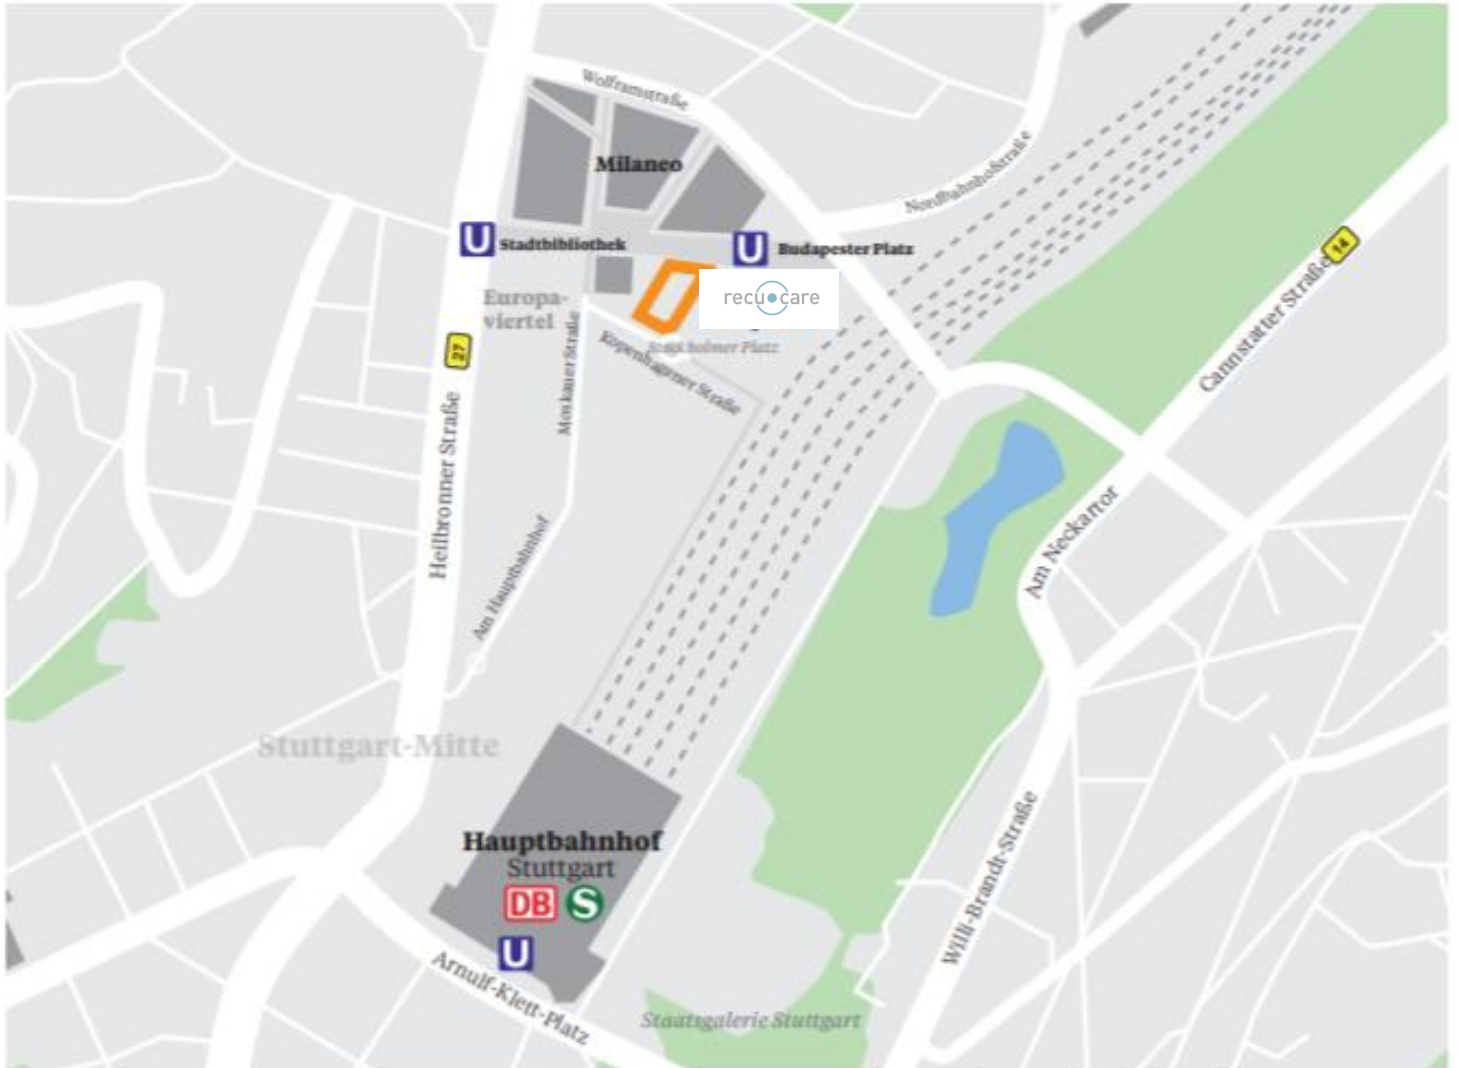 Wolframstraße
Milaneo
Nordbahnhofstraße
U
Stadtbibliothek
U
Budapester Platz
14
recucare
Europa-
viertel
Moskauer Straße
Kopenhagener Straße
Stockholmer Platz
27
Cannstatter Straße
Heilbronner Straße
Am Neckartor
Am Hauptbahnhof
Stuttgart-Mitte
Hauptbahnhof
Stuttgart
DB S
U
Willi-Brandt-Straße
Arnulf-Klett-Platz
Staatsgalerie Stuttgart